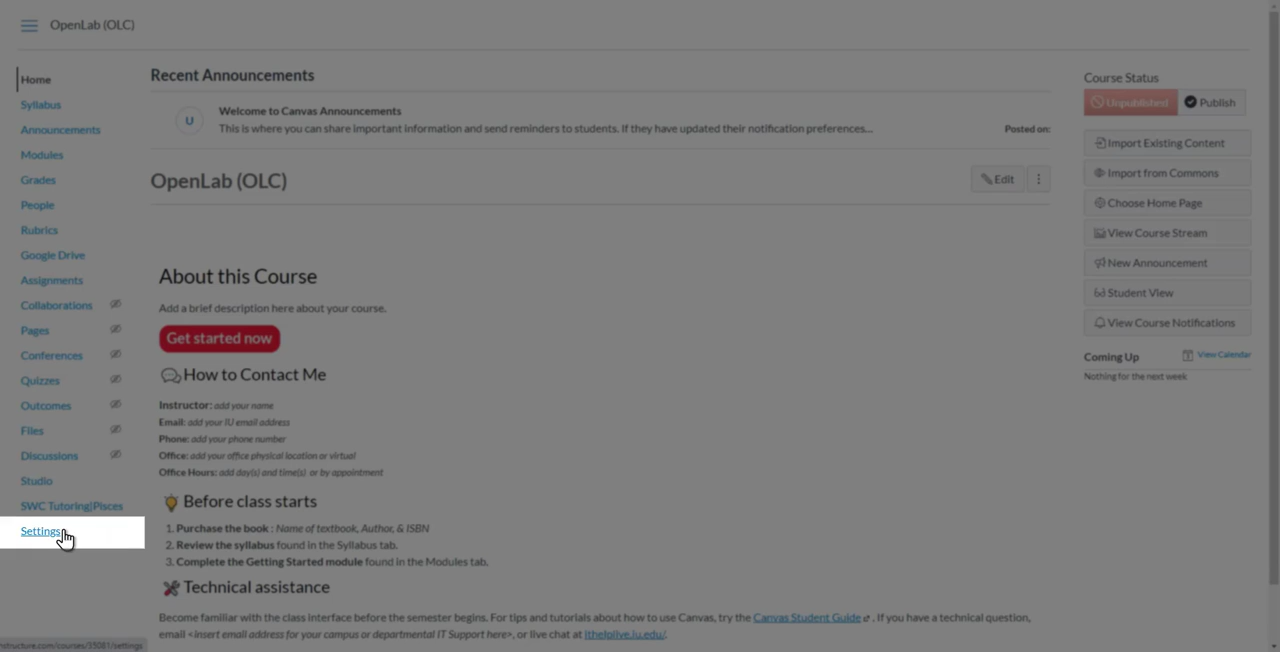 OpenLab (OLC)
Home
Syllabus
Announcements
Modules
Grades
People
Rubrics
Google Drive
Assignments
Collaborations
Pages
Conferences
Quizzes
Outcomes
Files
Discussions
Studio
SWC Tutoring|Pisces
Settings
Recent Announcements
U
Welcome to Canvas Announcements
This is where you can share important information and send reminders to students. If they have updated their notification preferences...
Posted on:
OpenLab (OLC)
Edit
About this Course
Add a brief description here about your course.
Get started now
How to Contact Me
Instructor: add your name
Email: add your IU email address
Phone: add your phone number
Office: add your office physical location or virtual
Office Hours: add day(s) and time(s) or by appointment
Before class starts
1. Purchase the book : Name of textbook, Author, & ISBN
2. Review the syllabus found in the Syllabus tab.
3. Complete the Getting Started module found in the Modules tab.
Technical assistance
Become familiar with the class interface before the semester begins. For tips and tutorials about how to use Canvas, try the Canvas Student Guide . If you have a technical question,
email <insert email address for your campus or departmental IT Support here>, or live chat at ithelplive.iu.edu/.
Course Status
Unpublished
Publish
Import Existing Content
Import from Commons
Choose Home Page
View Course Stream
New Announcement
Student View
View Course Notifications
Coming Up
View Calendar
Nothing for the next week
nstructure.com/courses/35081/settings